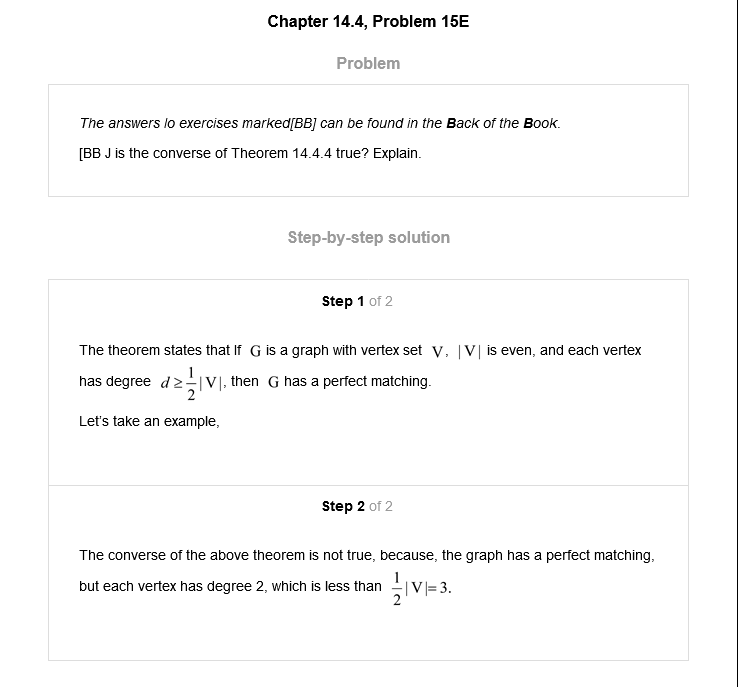 Chapter 14.4, Problem 15E
Problem
The answers lo exercises marked[BB] can be found in the Back of the Book.
[BB J is the converse of Theorem 14.4.4 true? Explain.
Step-by-step solution
Step 1 of 2
The theorem states that If G is a graph with vertex set V, |V| is even, and each vertex
has degree d ≥ 1/2 |V|, then G has a perfect matching.
Let's take an example,
Step 2 of 2
The converse of the above theorem is not true, because, the graph has a perfect matching,
but each vertex has degree 2, which is less than 1/2 |V|= 3.